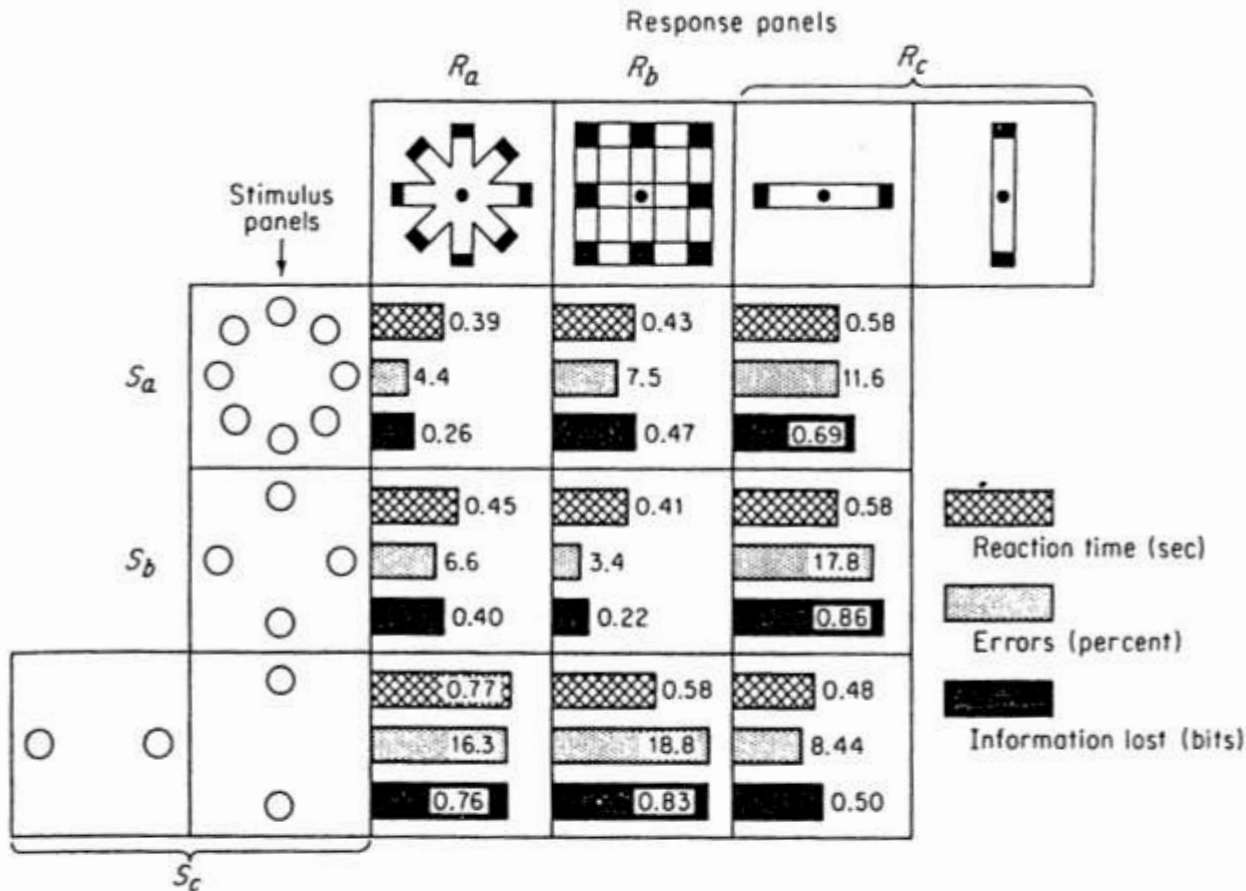 Response panels
Ra Rb Rc
Stimulus
panels
Sa
0.39 0.43 0.58
4.4 7.5 11.6
0.26 0.47 0.69
Sb
0.45 0.41 0.58
6.6 3.4 17.8
0.40 0.22 0.86
0.77 0.58 0.48
16.3 18.8 8.44
0.76 0.83 0.50
Sc
Reaction time (sec)
Errors (percent)
Information lost (bits)